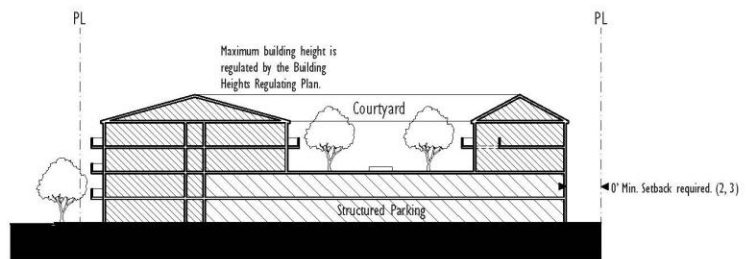 PL
PL
Maximum building height is
regulated by the Building
Heights Regulating Plan.
Courtyard
0' Min. Setback required. (2, 3)
Structured Parking